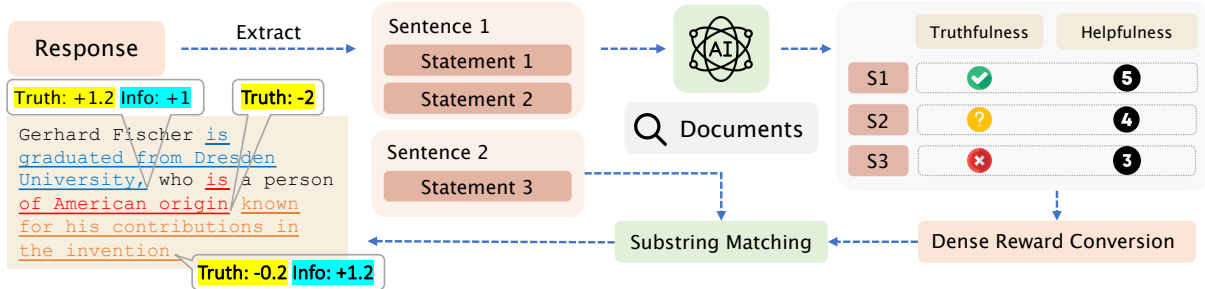 Response
Extract
Sentence 1
Statement 1
Statement 2
Sentence 2
Statement 3
AI
Documents
Truthfulness Helpfulness
S1 5
S2 ? 4
S3 3
Truth: +1.2 Info: +1
Truth: -2
Gerhard Fischer is
graduated from Dresden
University, who is a person
of American origin known
for his contributions in
the invention.
Truth: -0.2 Info: +1.2
Substring Matching
Dense Reward Conversion